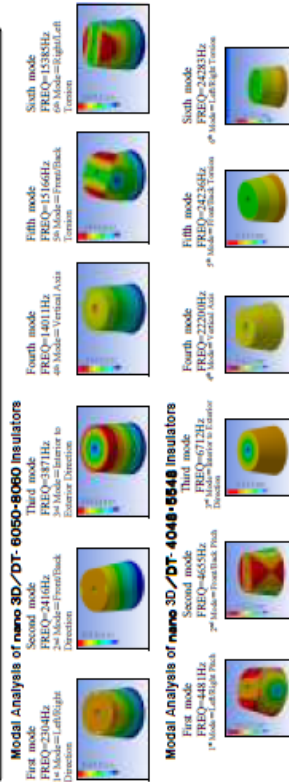 Modal Analysis of nano 3D/DT-6050•8060 Insulators
First mode
FREQ=2304Hz
1st Mode=Left/Right
Direction
Second mode
FREQ=2416Hz
2nd Mode=Front/Back
Direction
Third mode
FREQ=3871Hz
1st Mode=Interior to
Exterior Direction
Fourth mode
FREQ=14011Hz
4th Mode=Vertical Axis
Fifth mode
FREQ=15166Hz
5th Mode=Front/Back
Torsion
Sixth mode
FREQ=15385Hz
6th Mode=Right/Left
Torsion
Modal Analysis of nano 3D/DT-4048•5548 Insulators
First mode
FREQ=4481Hz
1st Mode=Left/Right Pitch
Second mode
FREQ=4655Hz
2nd Mode=Front/Back Pitch
Third mode
FREQ=6712Hz
3rd Mode=Interior to Exterior
Direction
Fourth mode
FREQ=22200Hz
4th Mode=Vertical Axis
Fifth mode
FREQ=24236Hz
5th Mode=Front/Back Torsion
Sixth mode
FREQ=24283Hz
6th Mode=Left/Right Torsion